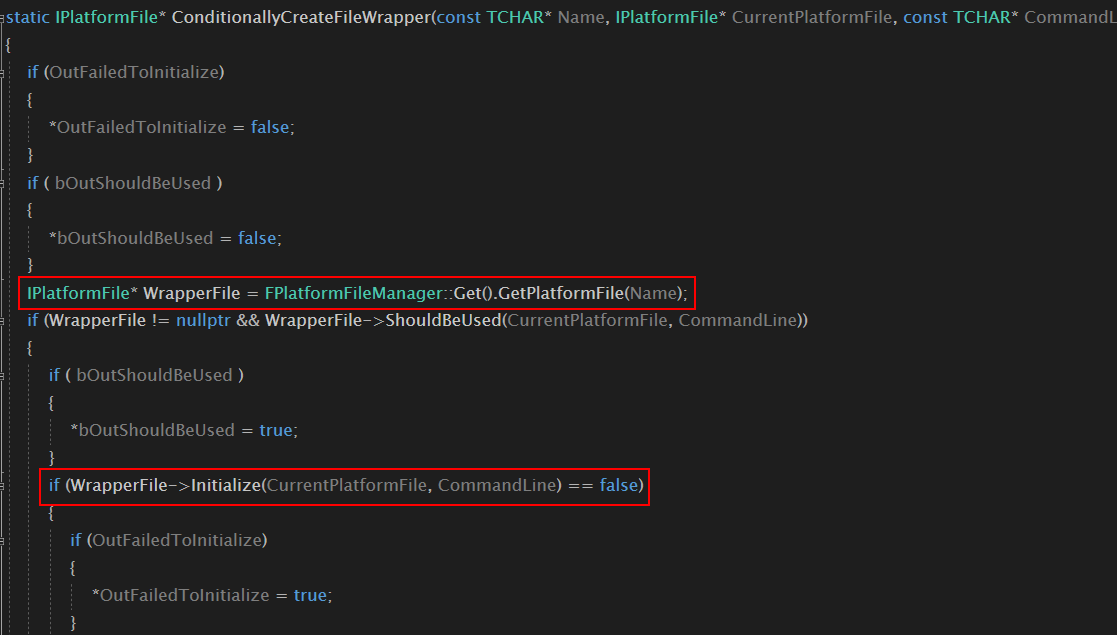 static IPlatformFile* ConditionallyCreateFileWrapper(const TCHAR* Name, IPlatformFile* CurrentPlatformFile, const TCHAR* CommandL
{
if (OutFailedToInitialize)
{
*OutFailedToInitialize = false;
}
if ( bOutShouldBeUsed )
{
*bOutShouldBeUsed = false;
}
IPlatformFile* WrapperFile = FPlatformFileManager::Get().GetPlatformFile(Name);
if (WrapperFile != nullptr && WrapperFile->ShouldBeUsed(CurrentPlatformFile, CommandLine))
{
if ( bOutShouldBeUsed )
{
*bOutShouldBeUsed = true;
}
if (WrapperFile->Initialize(CurrentPlatformFile, CommandLine) == false)
{
if (OutFailedToInitialize)
{
*OutFailedToInitialize = true;
}